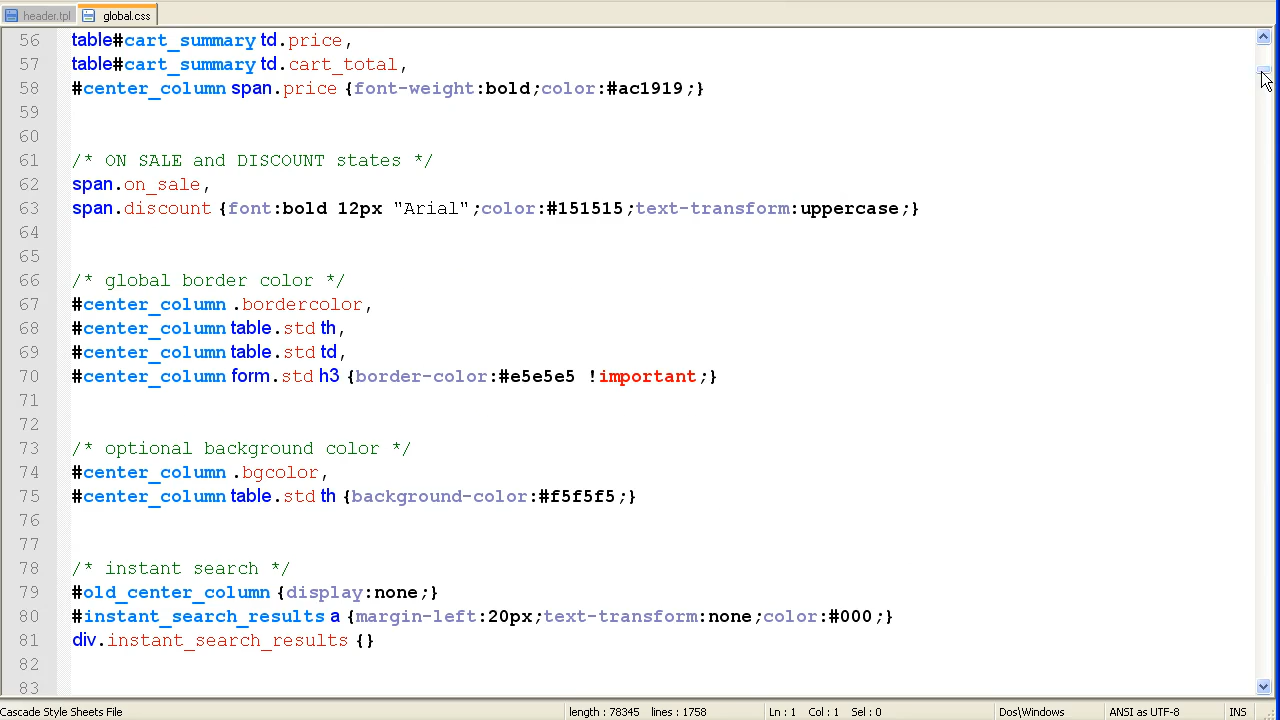 header.tpl global.css
56 table#cart_summary td.price,
57 table#cart_summary td.cart_total,
58 #center_column span.price {font-weight:bold;color:#ac1919;}
59
60
61 /* ON SALE and DISCOUNT states */
62 span.on_sale,
63 span.discount {font:bold 12px "Arial";color:#151515;text-transform:uppercase;}
64
65
66 /* global border color */
67 #center_column .bordercolor,
68 #center_column table.std th,
69 #center_column table.std td,
70 #center_column form.std h3 {border-color:#e5e5e5 !important;}
71
72
73 /* optional background color */
74 #center_column .bgcolor,
75 #center_column table.std th {background-color:#f5f5f5;}
76
77
78 /* instant search */
79 #old_center_column {display:none;}
80 #instant_search_results a {margin-left:20px;text-transform:none;color:#000;}
81 div.instant_search_results {}
82
83
Cascade Style Sheets File length : 78345 lines : 1758 Ln : 1 Col : 1 Sel : 0 Dos\Windows ANSI as UTF-8 INS